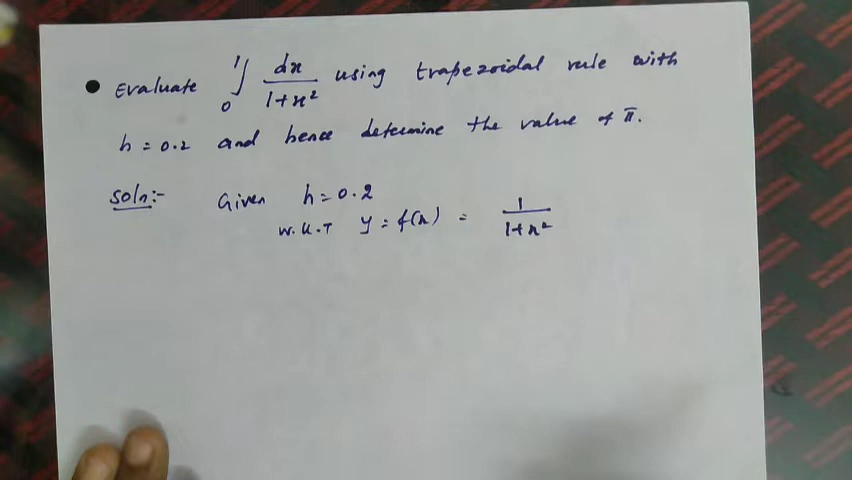 ● Evaluate ∫₀¹ dx/(1+x²) using trapezoidal rule with
h = 0.2 and hence determine the value of π.
Soln:- Given h = 0.2
W.K.T y = f(x) = 1/(1+x²)